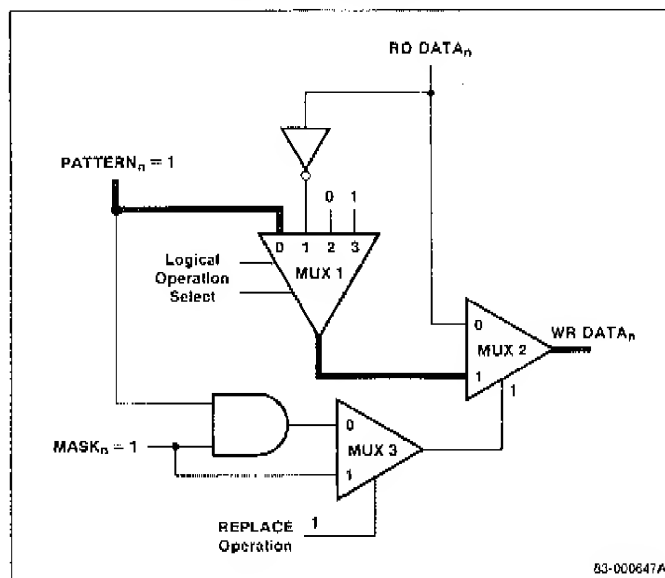 RD DATAn
PATTERNn = 1
0 1
0 1 2 3
MUX 1
Logical
Operation
Select
0
MUX 2
1
WR DATAn
1
MASKn = 1
0
MUX 3
1
REPLACE
Operation
1
83-000647A